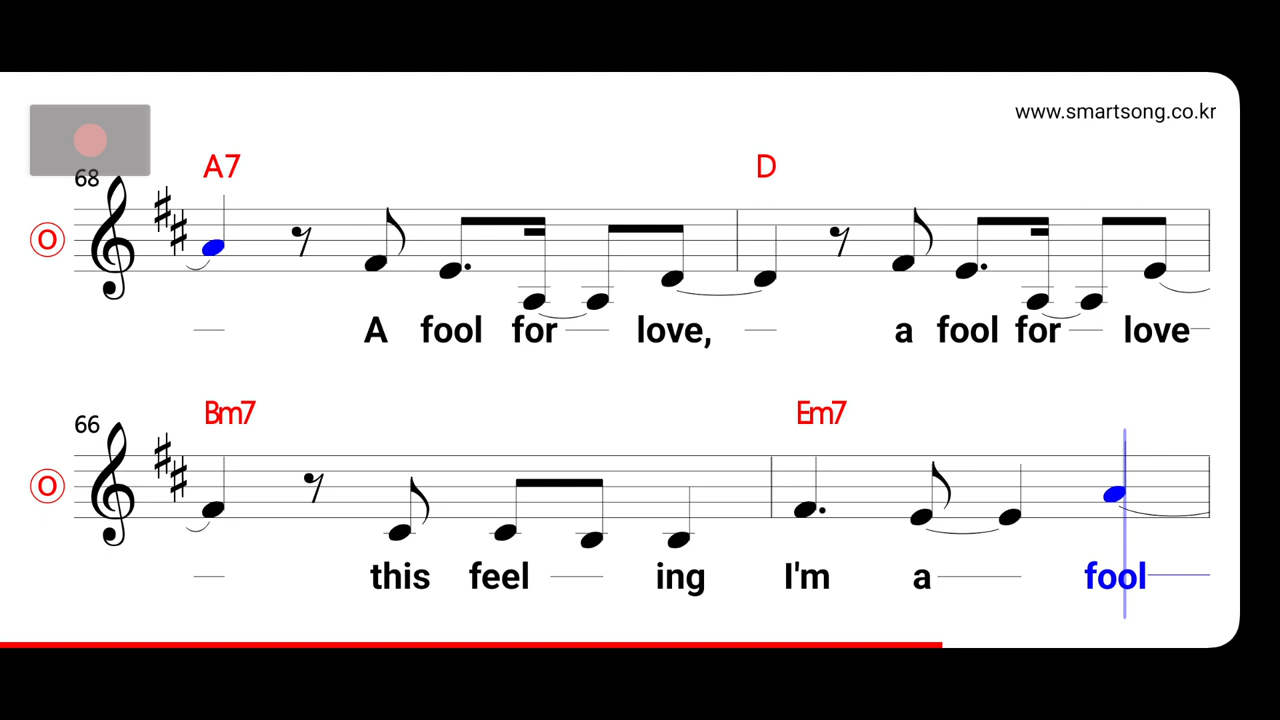 www.smartsong.co.kr
A7 D
68
O
A fool for love, a fool for love
Bm7 Em7
66
O
this feel ing I'm a fool